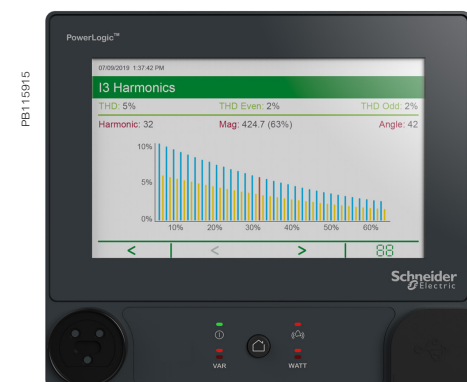 PB115915
PowerLogic™
07/09/2019 1:37:42 PM
I3 Harmonics
THD: 5% THD Even: 2% THD Odd: 2%
Harmonic: 32 Mag: 424.7 (63%) Angle: 42
10%
5%
0%
10% 20% 30% 40% 50% 60%
< < > 88
Schneider
Electric
VAR WATT